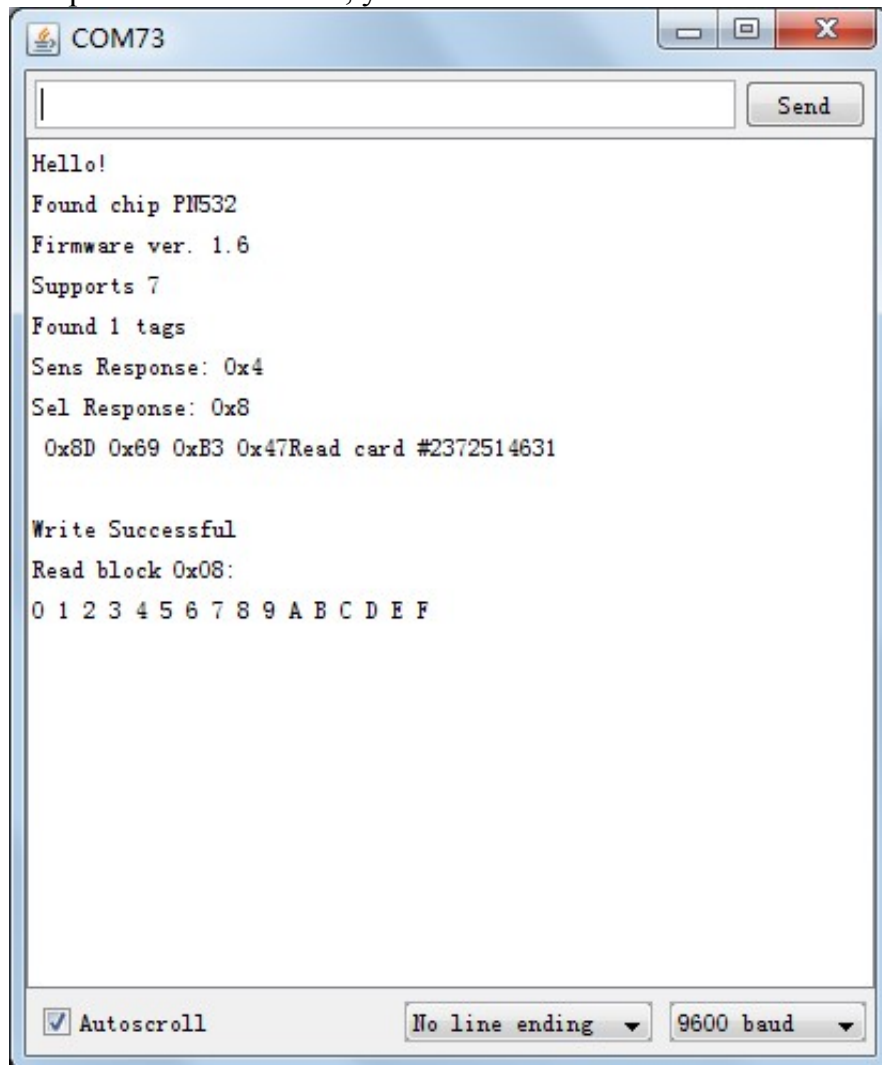 COM73
Send
Hello!
Found chip PN532
Firmware ver. 1.6
Supports 7
Found 1 tags
Sens Response: 0x4
Sel Response: 0x8
0x8D 0x69 0xB3 0x47Read card #2372514631
Write Successful
Read block 0x08:
0 1 2 3 4 5 6 7 8 9 A B C D E F
Autoscroll
No line ending
9600 baud